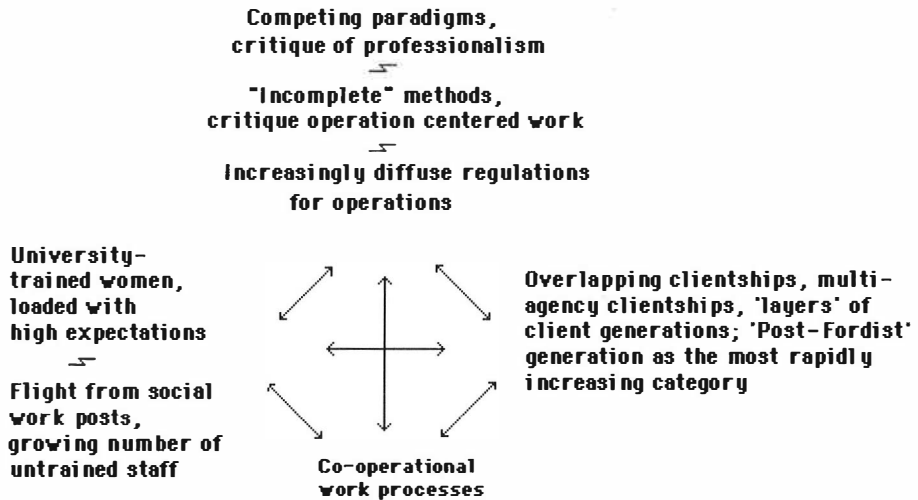 Competing paradigms,
critique of professionalism
"Incomplete" methods,
critique operation centered work
Increasingly diffuse regulations
for operations
University-
trained women,
loaded with
high expectations
Flight from social
work posts,
growing number of
untrained staff
Overlapping clientships, multi-
agency clientships, 'layers' of
client generations; 'Post-Fordist'
generation as the most rapidly
increasing category
Co-operational
work processes